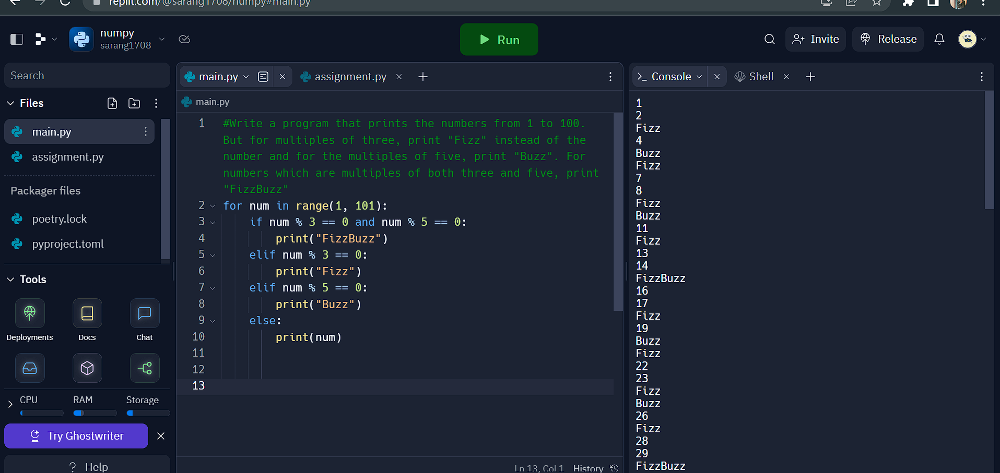 replit.com/@sarang1708/numpy#main.py
numpy
sarang1708
Run
Invite
Release
Search
Files
main.py
assignment.py
Packager files
poetry.lock
pyproject.toml
Tools
Deployments
Docs
Chat
CPU
RAM
Storage
Try Ghostwriter
? Help
main.py
assignment.py
main.py
1 #Write a program that prints the numbers from 1 to 100.
But for multiples of three, print "Fizz" instead of the
number and for the multiples of five, print "Buzz". For
numbers which are multiples of both three and five, print
"FizzBuzz"
2 for num in range(1, 101):
3 if num % 3 == 0 and num % 5 == 0:
4 print("FizzBuzz")
5 elif num % 3 == 0:
6 print("Fizz")
7 elif num % 5 == 0:
8 print("Buzz")
9 else:
10 print(num)
11
12
13
Ln 13, Col 1 History
>_ Console
Shell
1
2
Fizz
4
Buzz
Fizz
7
8
Fizz
Buzz
11
Fizz
13
14
FizzBuzz
16
17
Fizz
19
Buzz
Fizz
22
23
Fizz
Buzz
26
Fizz
28
29
FizzBuzz